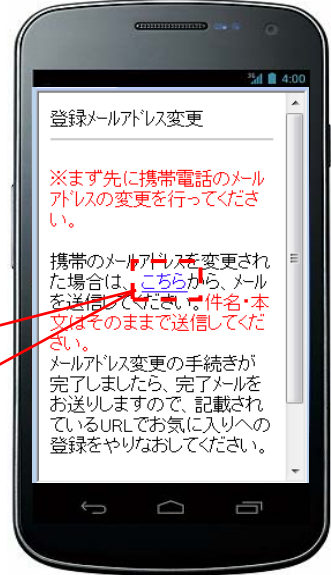 3G 4:00
登録メールアドレス変更
※まず先に携帯電話のメール
アドレスの変更を行ってくださ
い。
携帯のメールアドレスを変更され
た場合は、こちらから、メール
を送信してください。件名・本
文はそのままで送信してくだ
さい。
メールアドレス変更の手続きが
完了しましたら、完了メールを
お送りしますので、記載され
ているURLでお気に入りへの
登録をやりなおしてください。